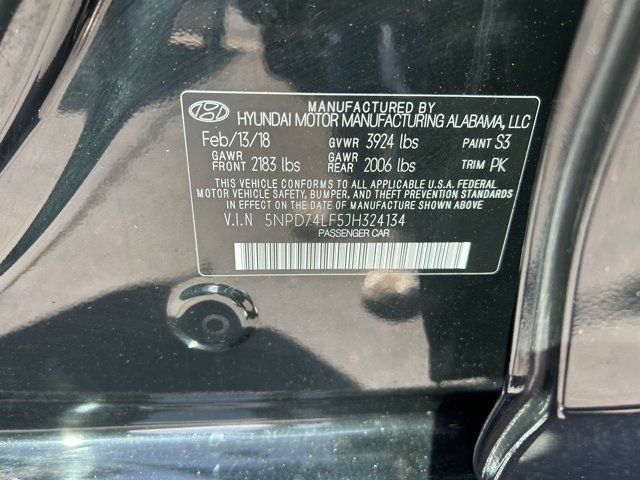 MANUFACTURED BY
HYUNDAI MOTOR MANUFACTURING ALABAMA, LLC
Feb/13/18 GVWR 3924 lbs PAINT S3
GAWR FRONT 2183 lbs GAWR REAR 2006 lbs TRIM PK
THIS VEHICLE CONFORMS TO ALL APPLICABLE U.S.A. FEDERAL
MOTOR VEHICLE SAFETY, BUMPER, AND THEFT PREVENTION STANDARDS
IN EFFECT ON THE DATE OF MANUFACTURE SHOWN ABOVE
V.I.N 5NPD74LF5JH324134
PASSENGER CAR